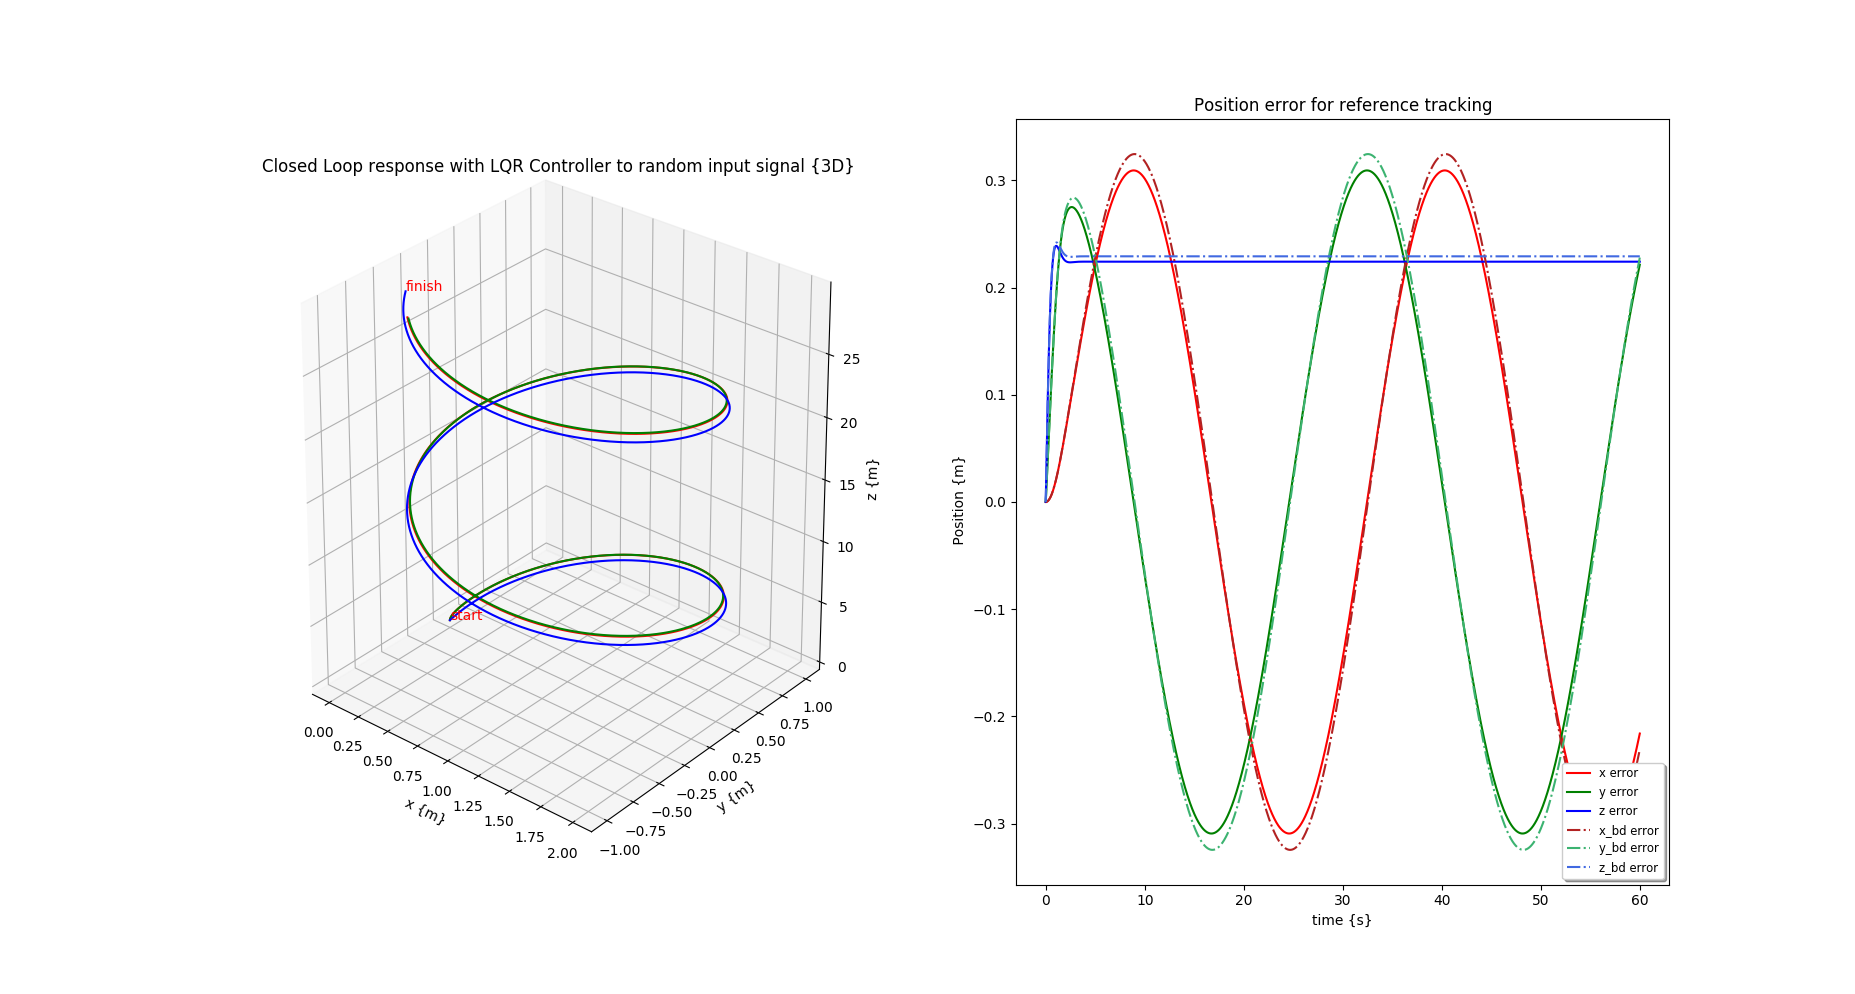 Closed Loop response with LQR Controller to random input signal {3D}
finish
start
25
20
15
10
5
0
z {m}
0.00
0.25
0.50
0.75
1.00
1.25
1.50
1.75
2.00
x {m}
1.00
0.75
0.50
0.25
0.00
−0.25
−0.50
−0.75
−1.00
y {m}
Position error for reference tracking
0.3
0.2
0.1
0.0
−0.1
−0.2
−0.3
Position {m}
0 10 20 30 40 50 60
time {s}
x error
y error
z error
x_bd error
y_bd error
z_bd error